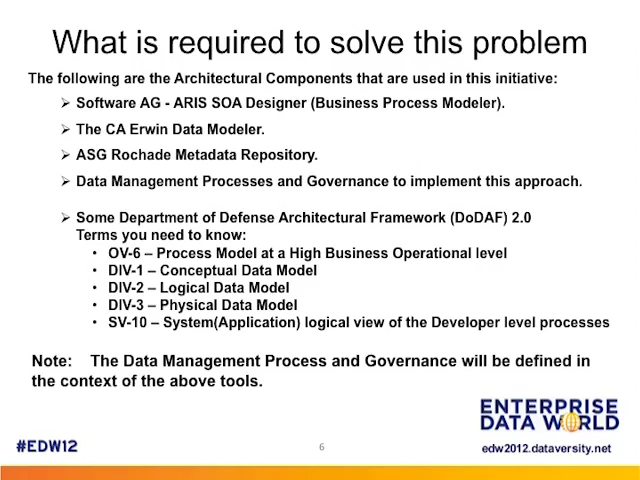 What is required to solve this problem
The following are the Architectural Components that are used in this initiative:
➢ Software AG - ARIS SOA Designer (Business Process Modeler).
➢ The CA Erwin Data Modeler.
➢ ASG Rochade Metadata Repository.
➢ Data Management Processes and Governance to implement this approach.
➢ Some Department of Defense Architectural Framework (DoDAF) 2.0
Terms you need to know:
• OV-6 – Process Model at a High Business Operational level
• DIV-1 – Conceptual Data Model
• DIV-2 – Logical Data Model
• DIV-3 – Physical Data Model
• SV-10 – System(Application) logical view of the Developer level processes
Note: The Data Management Process and Governance will be defined in
the context of the above tools.
ENTERPRISE
DATA WORLD
#EDW12
6
edw2012.dataversity.net